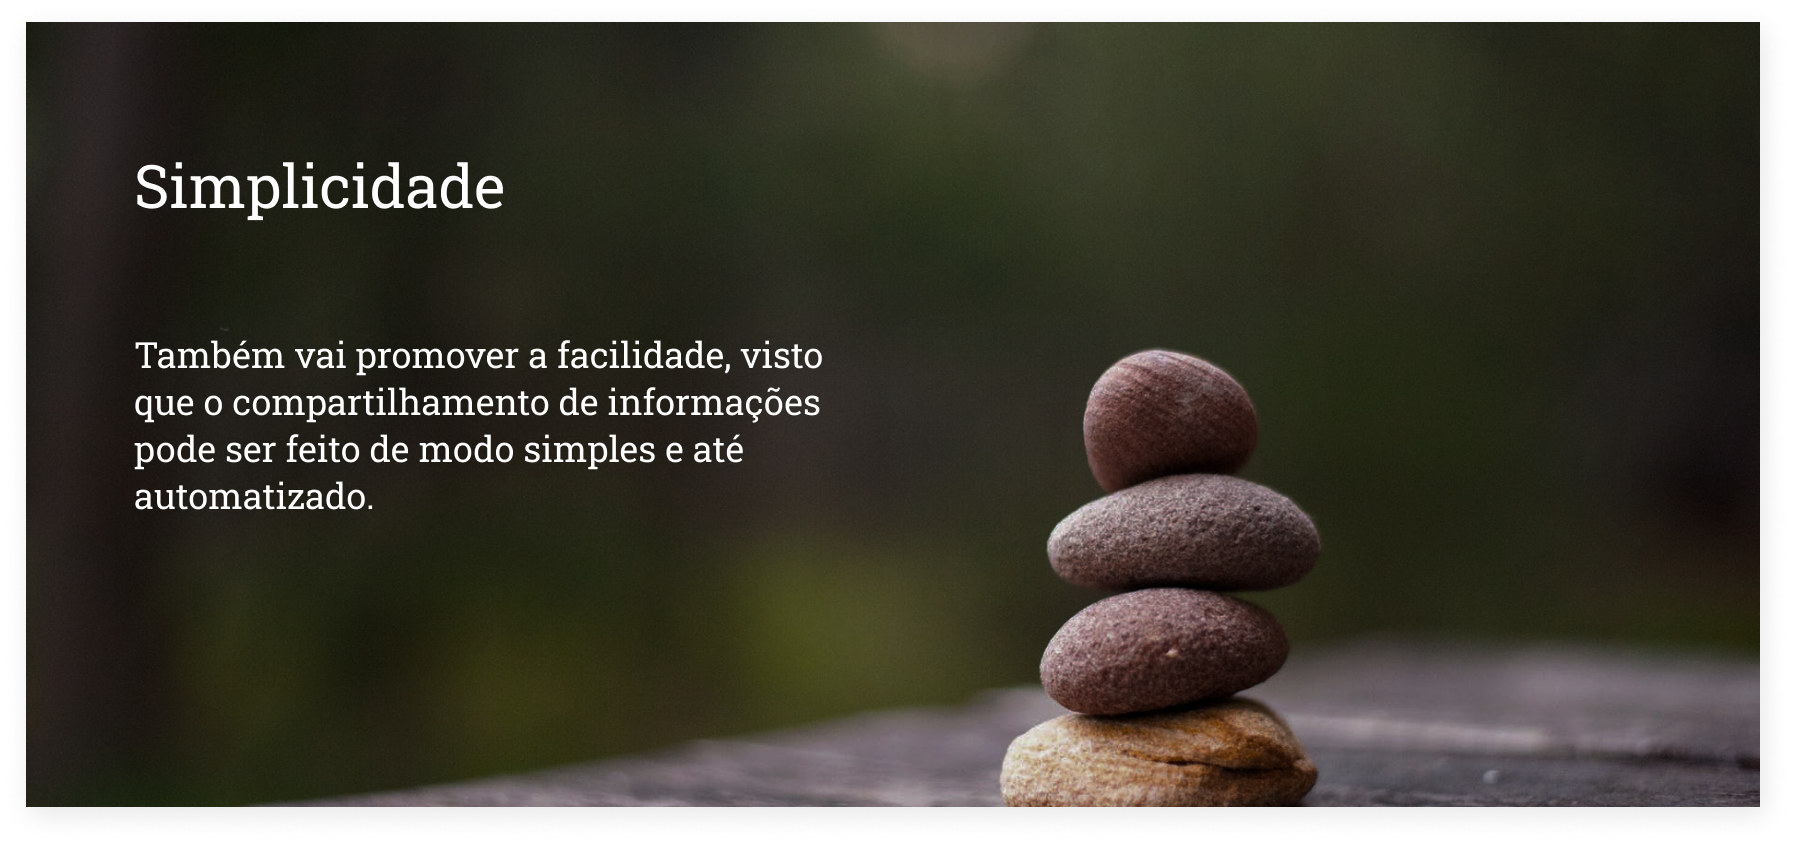 Simplicidade
Também vai promover a facilidade, visto
que o compartilhamento de informações
pode ser feito de modo simples e até
automatizado.